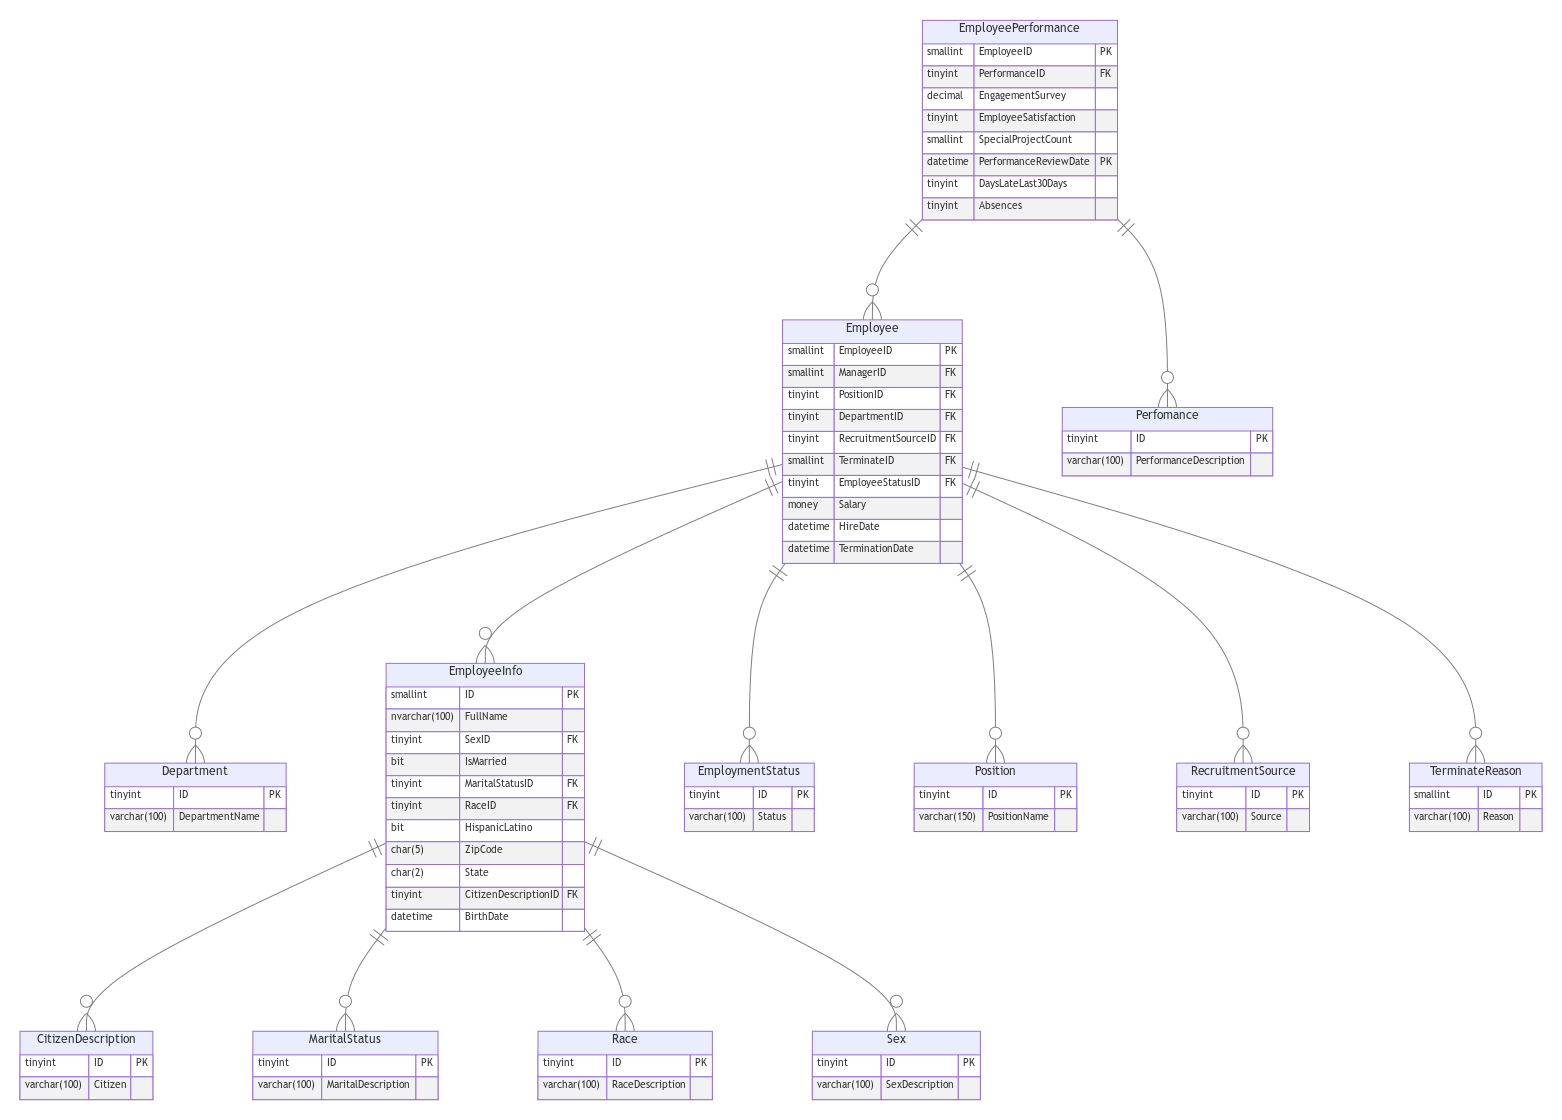 EmployeePerformance
smallint EmployeeID PK
tinyint PerformanceID FK
decimal EngagementSurvey
tinyint EmployeeSatisfaction
smallint SpecialProjectCount
datetime PerformanceReviewDate PK
tinyint DaysLateLast30Days
tinyint Absences
Employee
smallint EmployeeID PK
smallint ManagerID FK
tinyint PositionID FK
tinyint DepartmentID FK
tinyint RecruitmentSourceID FK
smallint TerminateID FK
tinyint EmployeeStatusID FK
money Salary
datetime HireDate
datetime TerminationDate
Perfomance
tinyint ID PK
varchar(100) PerformanceDescription
EmployeeInfo
smallint ID PK
nvarchar(100) FullName
tinyint SexID FK
bit IsMarried
tinyint MaritalStatusID FK
tinyint RaceID FK
bit HispanicLatino
char(5) ZipCode
char(2) State
tinyint CitizenDescriptionID FK
datetime BirthDate
Department
tinyint ID PK
varchar(100) DepartmentName
EmploymentStatus
tinyint ID PK
varchar(100) Status
Position
tinyint ID PK
varchar(150) PositionName
RecruitmentSource
tinyint ID PK
varchar(100) Source
TerminateReason
smallint ID PK
varchar(100) Reason
CitizenDescription
tinyint ID PK
varchar(100) Citizen
MaritalStatus
tinyint ID PK
varchar(100) MaritalDescription
Race
tinyint ID PK
varchar(100) RaceDescription
Sex
tinyint ID PK
varchar(100) SexDescription